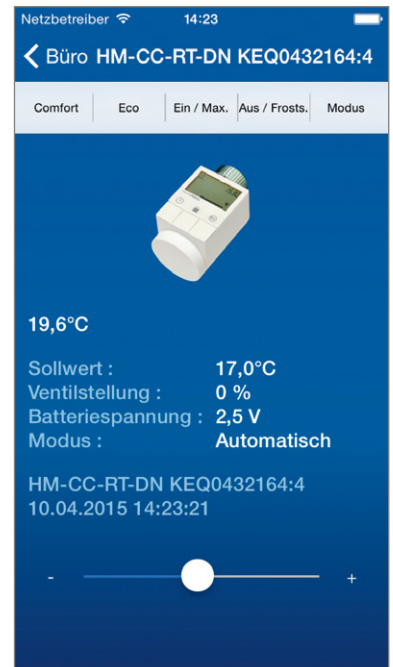 Netzbetreiber 14:23
Büro HM-CC-RT-DN KEQ0432164:4
Comfort Eco Ein / Max. Aus / Frosts. Modus
19,6°C
Sollwert : 17,0°C
Ventilstellung : 0 %
Batteriespannung : 2,5 V
Modus : Automatisch
HM-CC-RT-DN KEQ0432164:4
10.04.2015 14:23:21
- +